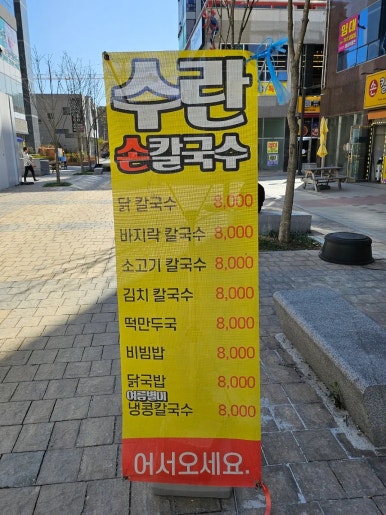 수란
손칼국수
닭 칼국수 8,000
바지락 칼국수 8,000
소고기 칼국수 8,000
김치 칼국수 8,000
떡만두국 8,000
비빔밥 8,000
닭국밥 8,000
여름별미
냉콩칼국수 8,000
어서오세요.
임대